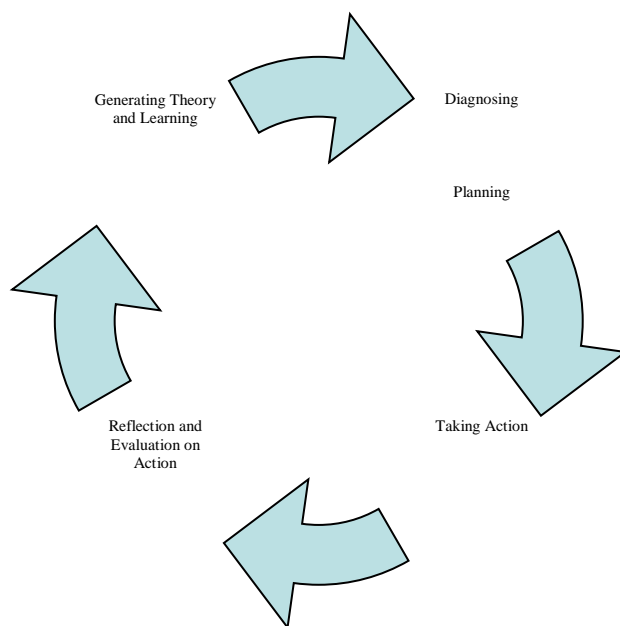 Generating Theory
and Learning
Diagnosing
Planning
Taking Action
Reflection and
Evaluation on
Action